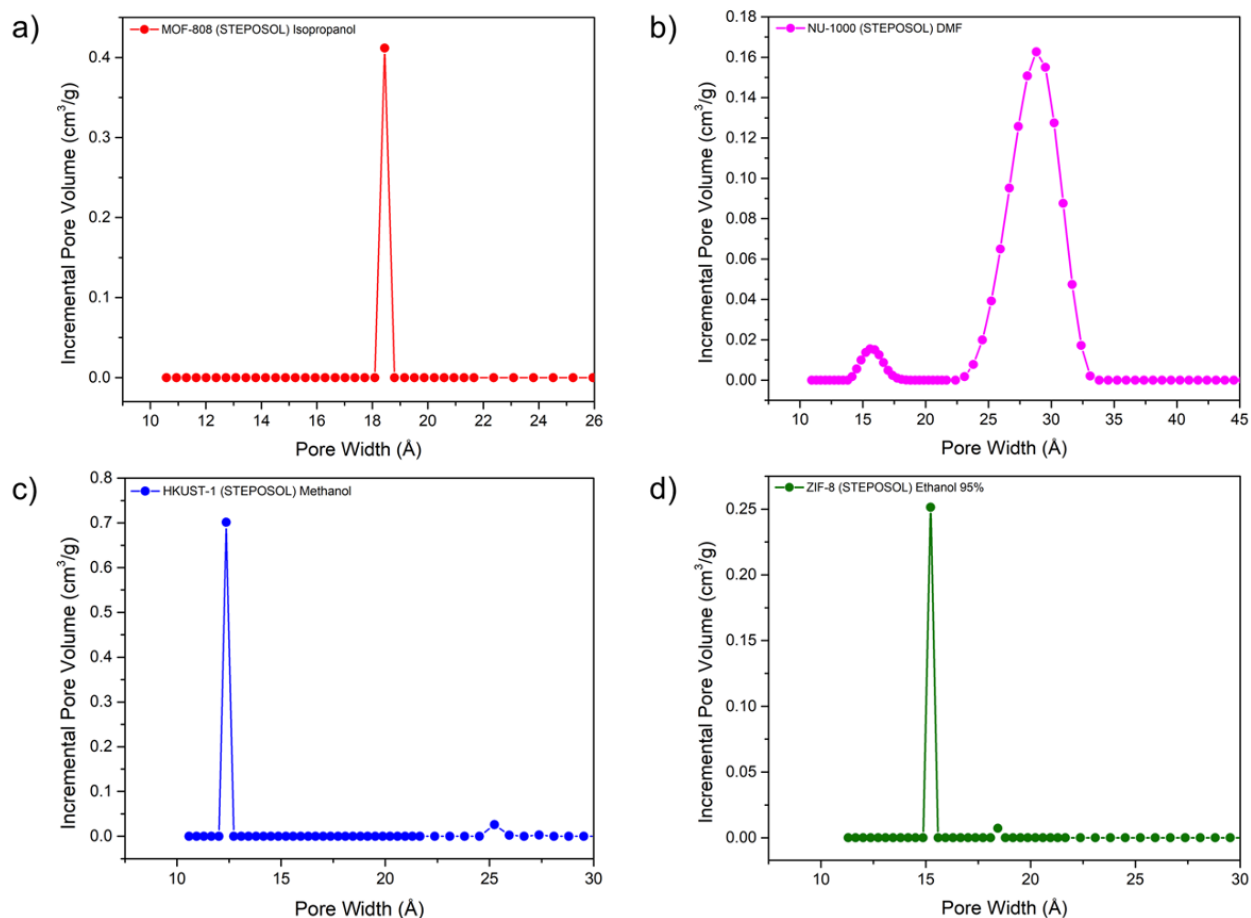 a)
MOF-808 (STEPOSOL) Isopropanol
Incremental Pore Volume (cm³/g)
0.4
0.3
0.2
0.1
0.0
10 12 14 16 18 20 22 24 26
Pore Width (Å)
b)
NU-1000 (STEPOSOL) DMF
Incremental Pore Volume (cm³/g)
0.18
0.16
0.14
0.12
0.10
0.08
0.06
0.04
0.02
0.00
10 15 20 25 30 35 40 45
Pore Width (Å)
c)
HKUST-1 (STEPOSOL) Methanol
Incremental Pore Volume (cm³/g)
0.8
0.7
0.6
0.5
0.4
0.3
0.2
0.1
0.0
10 15 20 25 30
Pore Width (Å)
d)
ZIF-8 (STEPOSOL) Ethanol 95%
Incremental Pore Volume (cm³/g)
0.25
0.20
0.15
0.10
0.05
0.00
10 15 20 25 30
Pore Width (Å)